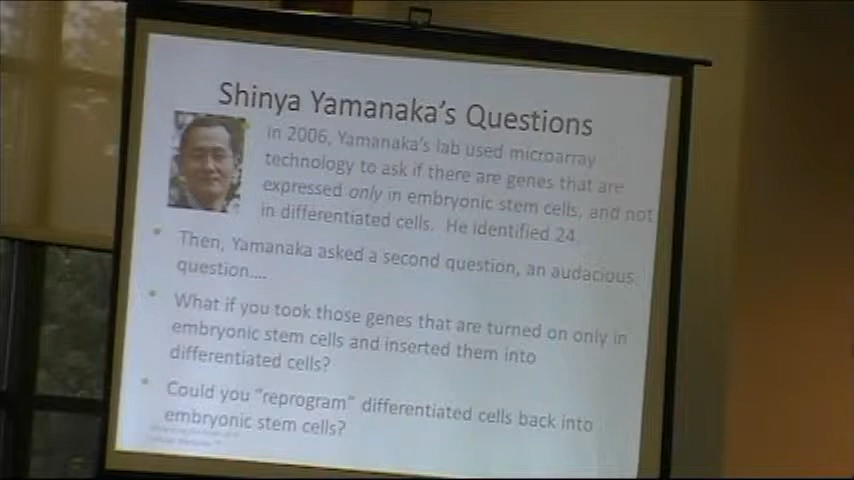 Shinya Yamanaka's Questions
In 2006, Yamanaka's lab used microarray
technology to ask if there are genes that are
expressed only in embryonic stem cells, and not
in differentiated cells. He identified 24.
• Then, Yamanaka asked a second question, an audacious
question....
• What if you took those genes that are turned on only in
embryonic stem cells and inserted them into
differentiated cells?
• Could you "reprogram" differentiated cells back into
embryonic stem cells?